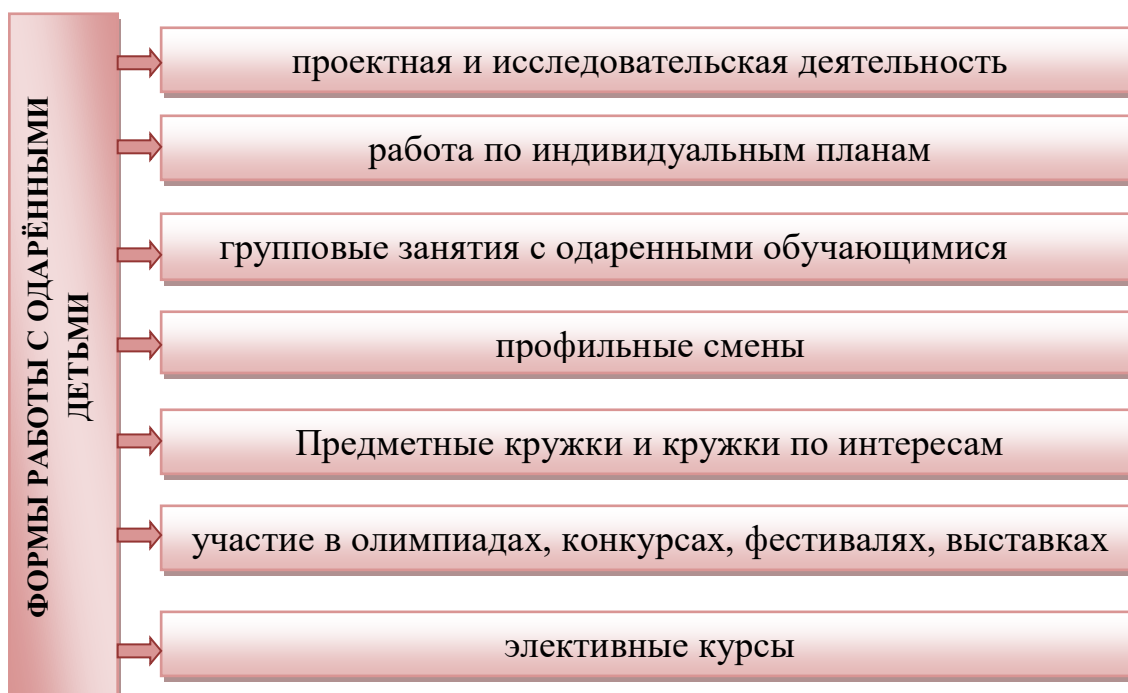 ФОРМЫ РАБОТЫ С ОДАРЁННЫМИ
ДЕТЬМИ
проектная и исследовательская деятельность
работа по индивидуальным планам
групповые занятия с одаренными обучающимися
профильные смены
Предметные кружки и кружки по интересам
участие в олимпиадах, конкурсах, фестивалях, выставках
элективные курсы